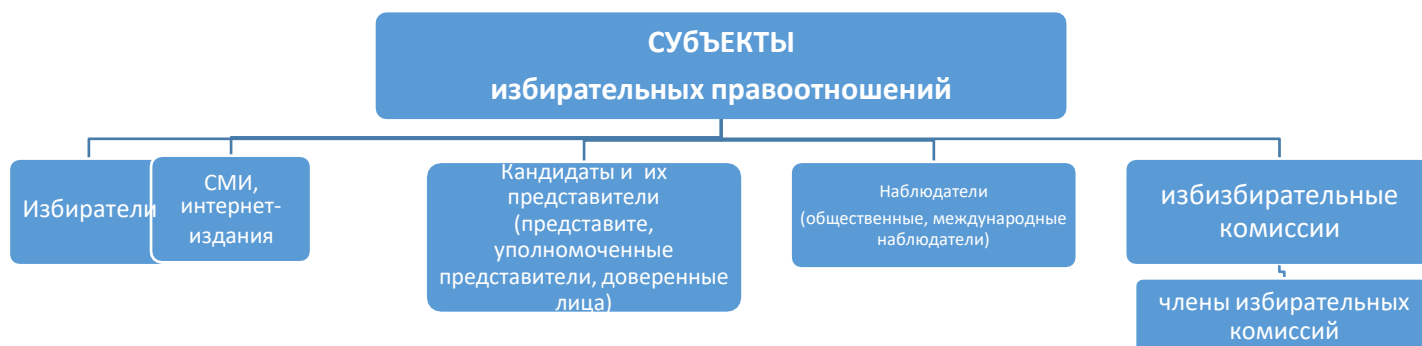 СУбЪЕКТЫ
избирательных правоотношений
Избиратели
СМИ,
интернет-
издания
Кандидаты и их
представители
(представите,
уполномоченные
представители, доверенные
лица)
Наблюдатели
(общественные, международные
наблюдатели)
избизбирательные
комиссии
члены избирательных
комиссий